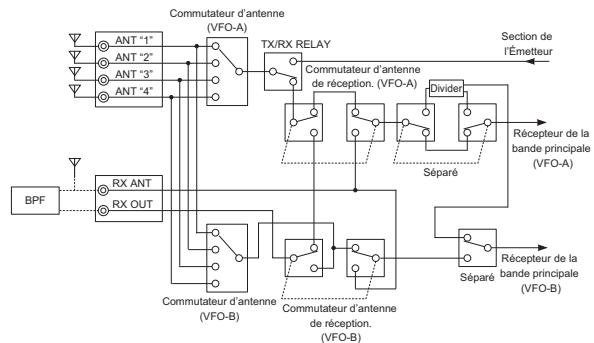 Commutateur d'antenne
(VFO-A)
ANT "1"
ANT "2"
ANT "3"
ANT "4"
TX/RX RELAY
Section de
l'Émetteur
Commutateur d'antenne
de réception. (VFO-A)
Divider
Séparé
Récepteur de la
bande principale
(VFO-A)
BPF
RX ANT
RX OUT
Commutateur d'antenne
(VFO-B)
Commutateur d'antenne
de réception.
(VFO-B)
Séparé
Récepteur de la
bande principale
(VFO-B)